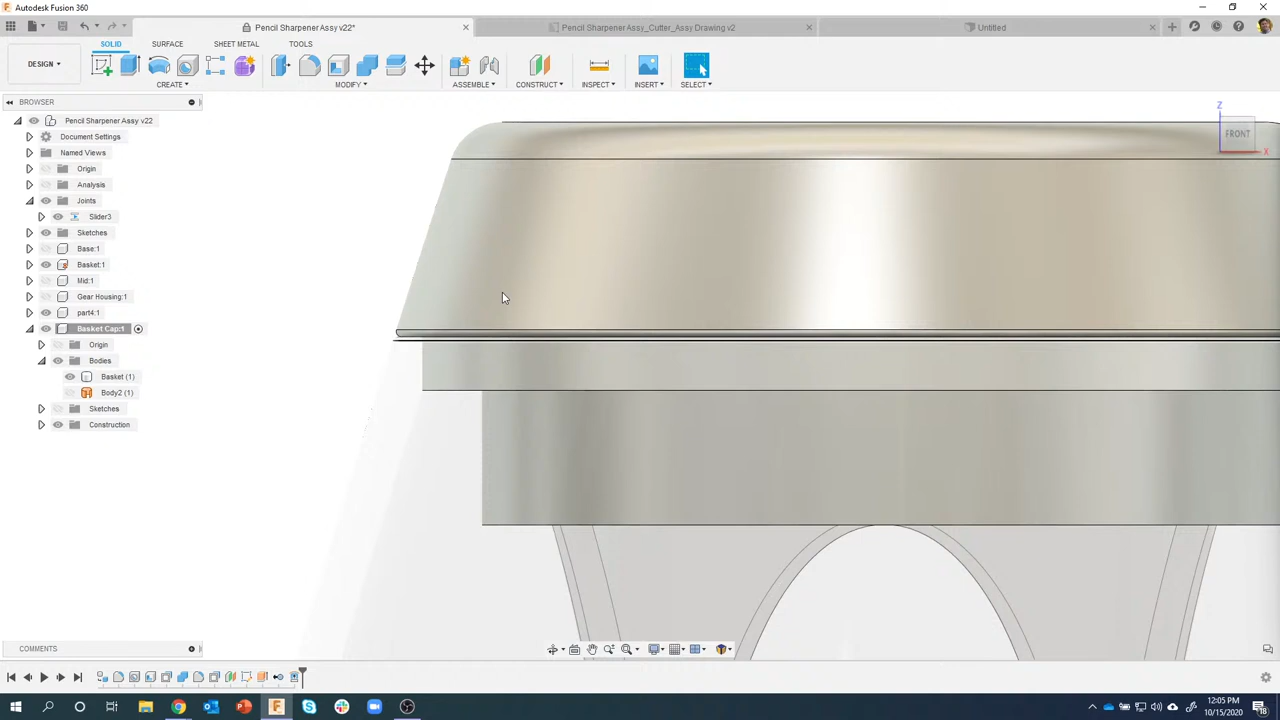 Autodesk Fusion 360
Pencil Sharpener Assy v22*
Pencil Sharpener Assy_Cutter_Assy Drawing v2
Untitled
SOLID
SURFACE
SHEET METAL
TOOLS
DESIGN
CREATE
MODIFY
ASSEMBLE
CONSTRUCT
INSPECT
INSERT
SELECT
BROWSER
Pencil Sharpener Assy v22
Document Settings
Named Views
Origin
Analysis
Joints
Slider3
Sketches
Base:1
Basket:1
Mid:1
Gear Housing:1
part4:1
Basket Cap:1
Origin
Bodies
Basket (1)
Body2 (1)
Sketches
Construction
Z
FRONT
X
COMMENTS
12:05 PM
10/15/2020
18